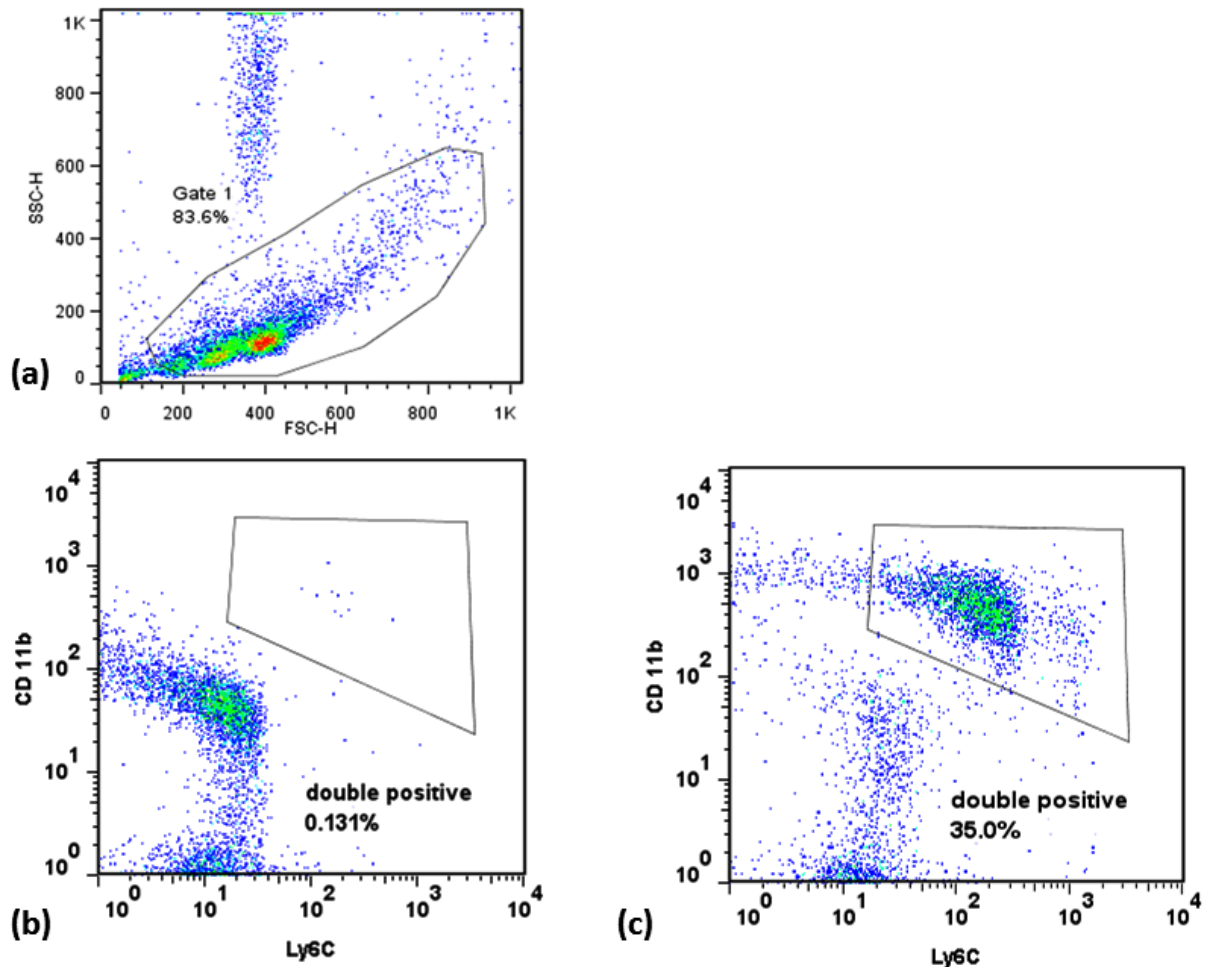 1K
800
600
400
200
0
SSC-H
Gate 1
83.6%
0 200 400 600 800 1K
FSC-H
(a)
10^4
10^3
10^2
10^1
10^0
CD 11b
double positive
0.131%
10^0 10^1 10^2 10^3 10^4
Ly6C
(b)
10^4
10^3
10^2
10^1
10^0
CD 11b
double positive
35.0%
10^0 10^1 10^2 10^3 10^4
Ly6C
(c)